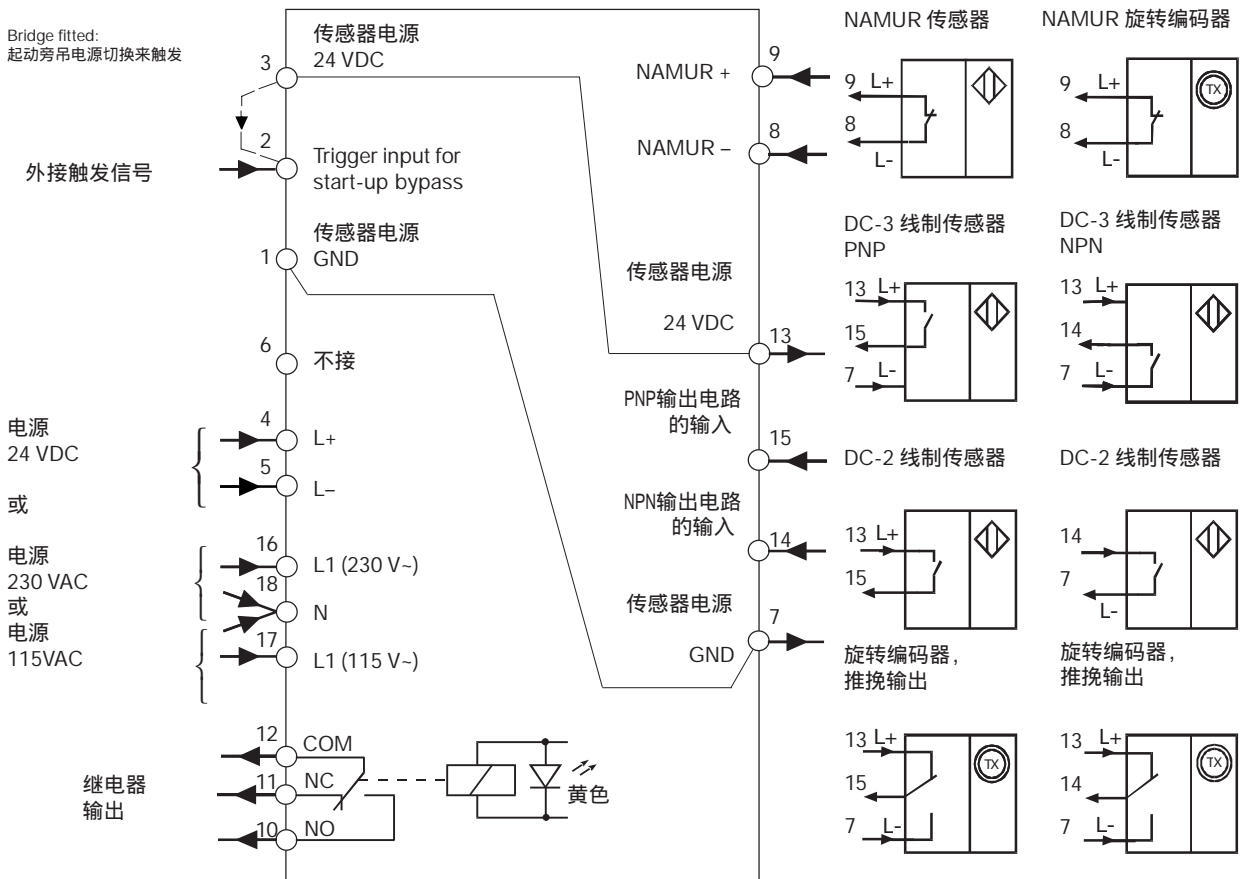 Bridge fitted:
起动旁吊电源切换来触发
3
传感器电源
24 VDC
2
外接触发信号
Trigger input for
start-up bypass
传感器电源
1
GND
6
不接
电源
24 VDC
4
L+
5
L–
或
电源
230 VAC
或
电源
115VAC
16
L1 (230 V~)
18
N
17
L1 (115 V~)
继电器
输出
12
COM
11
NC
10
NO
黄色
9
NAMUR +
8
NAMUR –
传感器电源
24 VDC
13
PNP输出电路
的输入
15
NPN输出电路
的输入
14
传感器电源
7
GND
NAMUR 传感器
9
L+
8
L-
NAMUR 旋转编码器
9
L+
8
L-
TX
DC-3 线制传感器
PNP
13
L+
15
7
L-
DC-3 线制传感器
NPN
13
L+
14
7
L-
DC-2 线制传感器
13
L+
15
DC-2 线制传感器
14
7
L-
旋转编码器，
推挽输出
13
L+
15
7
L-
TX
旋转编码器，
推挽输出
13
L+
14
7
L-
TX